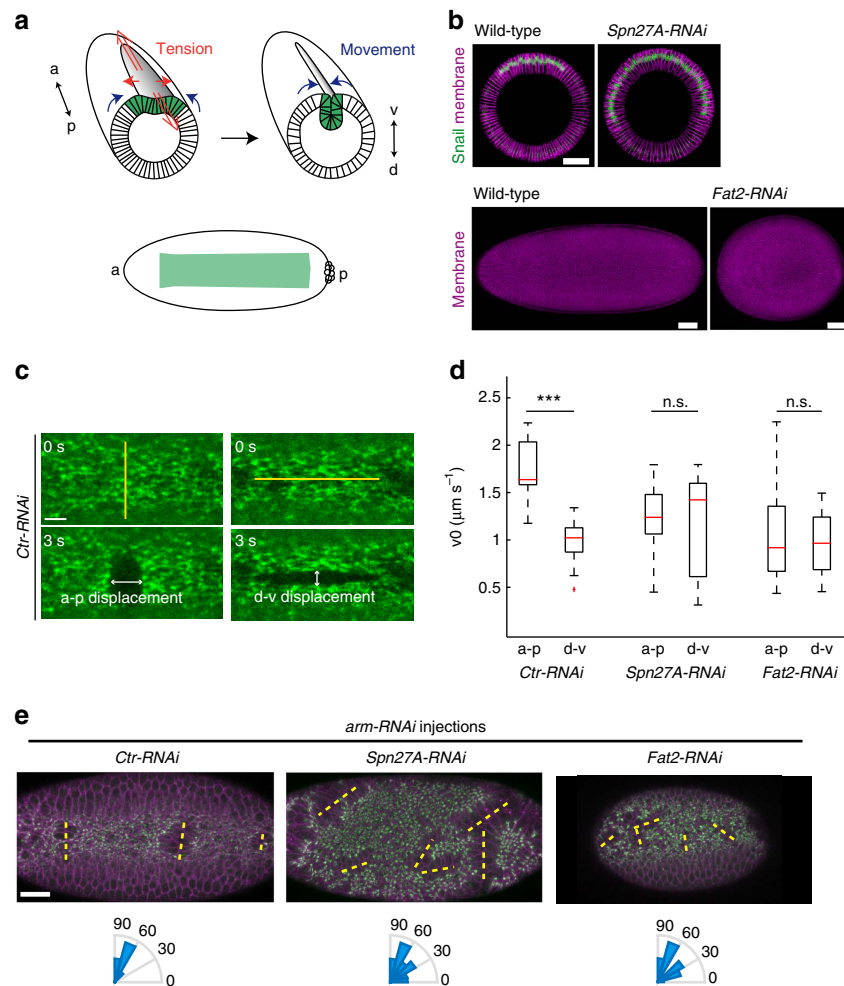 a
Tension
Movement
a
p
v
d
a
p
b
Wild-type
Spn27A-RNAi
Snail membrane
Wild-type
Fat2-RNAi
Membrane
c
Ctr-RNAi
0 s
0 s
3 s
a-p displacement
3 s
d-v displacement
d
v0 (μm s⁻¹)
2.5
2
1.5
1
0.5
***
n.s.
n.s.
a-p d-v a-p d-v a-p d-v
Ctr-RNAi Spn27A-RNAi Fat2-RNAi
e
arm-RNAi injections
Ctr-RNAi
Spn27A-RNAi
Fat2-RNAi
90
60
30
0
90
60
30
0
90
60
30
0